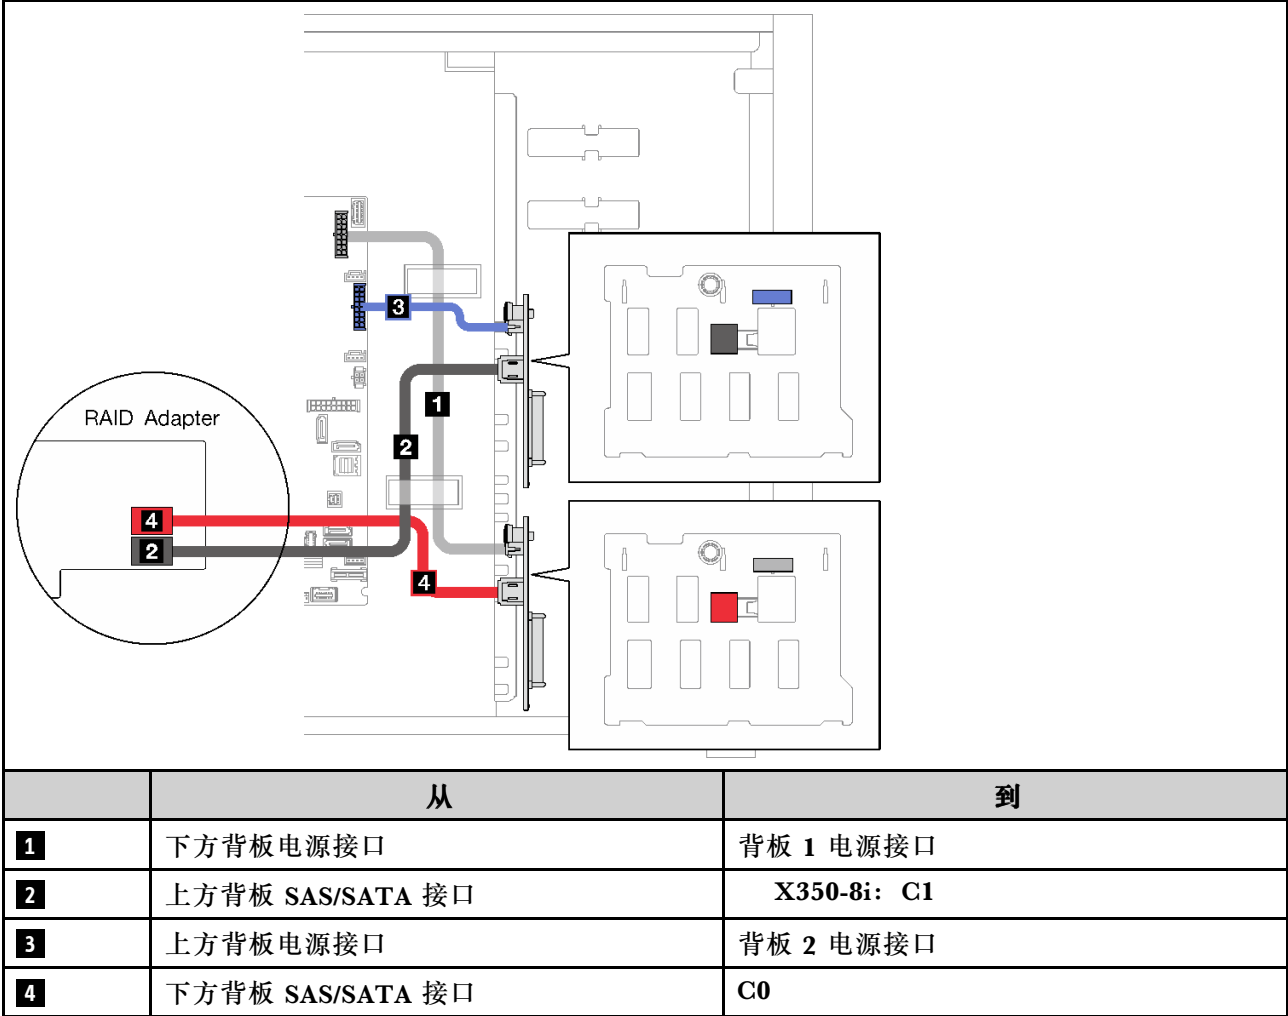 3
1
2
RAID Adapter
4
2
4
从 到
1 下方背板电源接口 背板 1 电源接口
2 上方背板 SAS/SATA 接口 X350-8i： C1
3 上方背板电源接口 背板 2 电源接口
4 下方背板 SAS/SATA 接口 C0